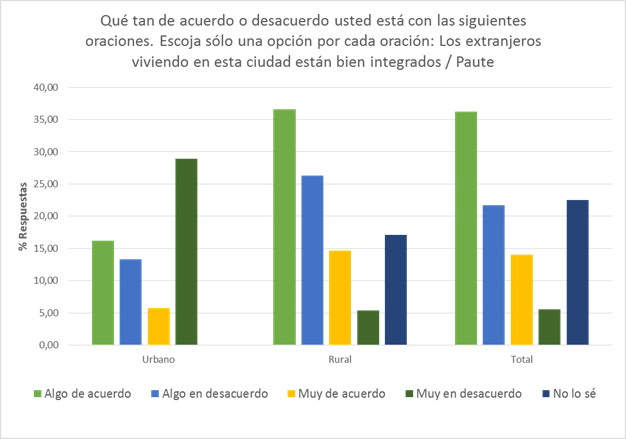 Qué tan de acuerdo o desacuerdo usted está con las siguientes
oraciones. Escoja sólo una opción por cada oración: Los extranjeros
viviendo en esta ciudad están bien integrados / Paute
40,00
35,00
30,00
25,00
20,00
15,00
10,00
5,00
0,00
% Respuestas
Urbano Rural Total
Algo de acuerdo Algo en desacuerdo Muy de acuerdo Muy en desacuerdo No lo sé